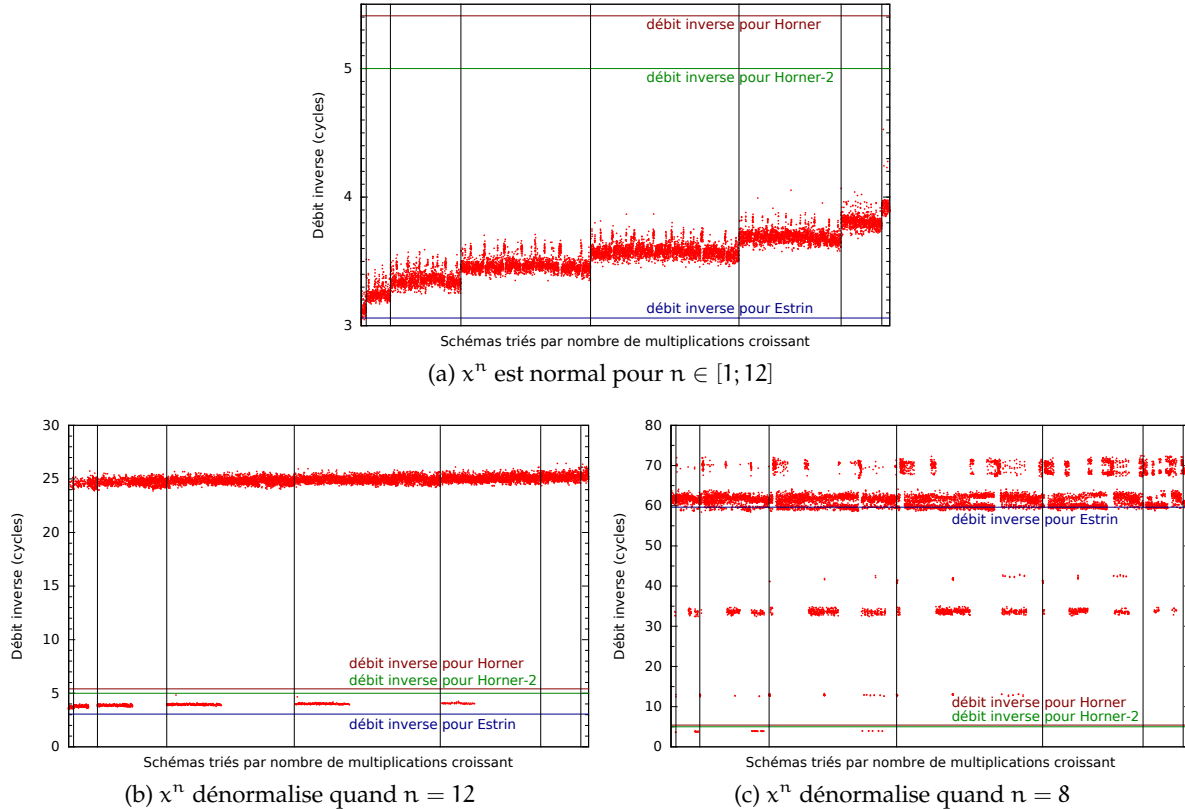 débit inverse pour Horner
5
débit inverse pour Horner-2
Débit inverse (cycles)
4
débit inverse pour Estrin
3
Schémas triés par nombre de multiplications croissant
(a) xⁿ est normal pour n ∈ [1; 12]
30
25
20
15
10
5
0
Débit inverse (cycles)
débit inverse pour Horner
débit inverse pour Horner-2
débit inverse pour Estrin
Schémas triés par nombre de multiplications croissant
(b) xⁿ dénormalise quand n = 12
80
70
60
50
40
30
20
10
0
Débit inverse (cycles)
débit inverse pour Estrin
débit inverse pour Horner
débit inverse pour Horner-2
Schémas triés par nombre de multiplications croissant
(c) xⁿ dénormalise quand n = 8